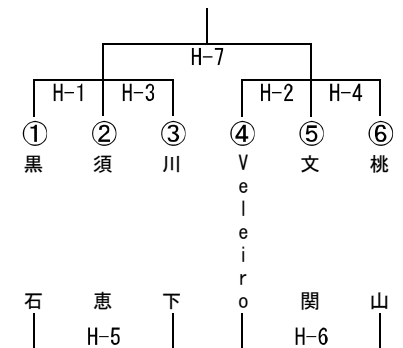 H-7
H-1 H-3 H-2 H-4
① ② ③ ④ ⑤ ⑥
黒石
須恵
川下
Veleiro
文関
桃山
H-5 H-6